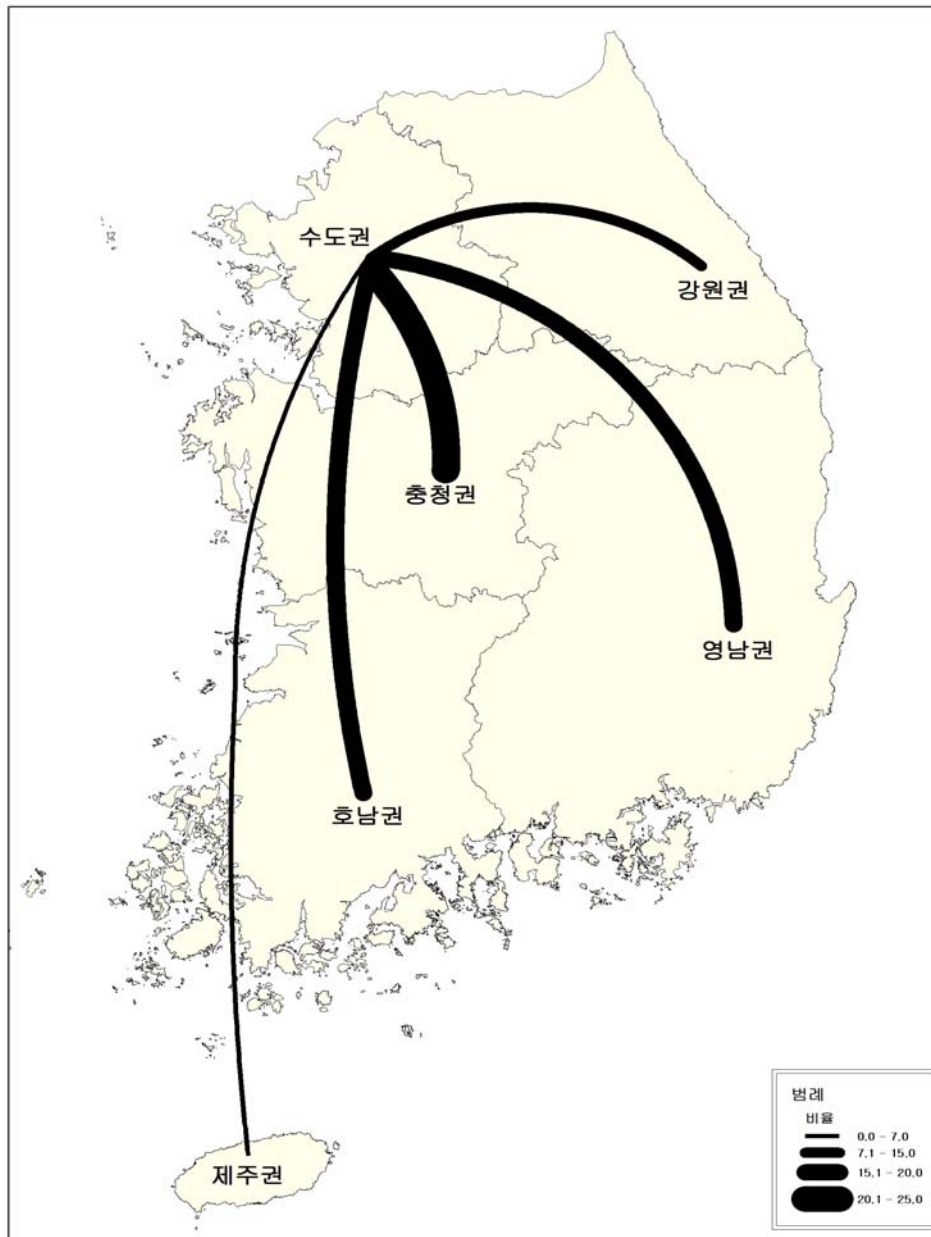 수도권
강원권
충청권
영남권
호남권
제주권
범례
비율
0.0 - 7.0
7.1 - 15.0
15.1 - 20.0
20.1 - 25.0